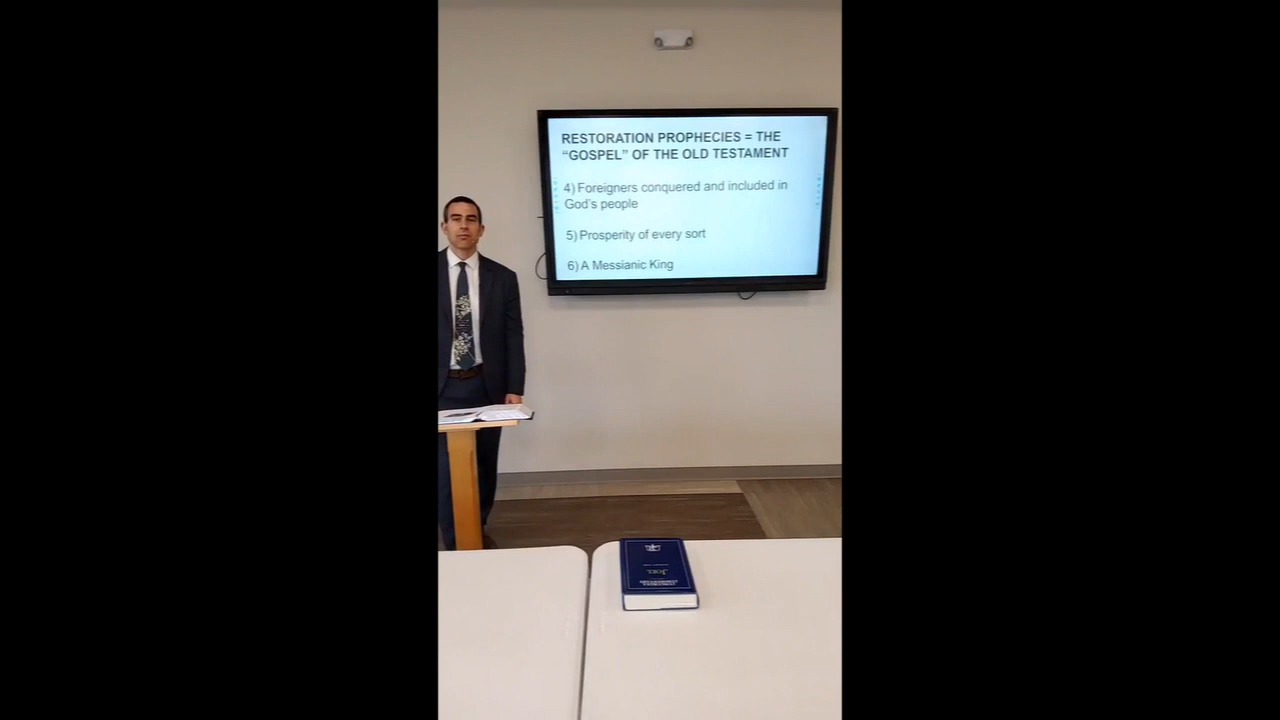 RESTORATION PROPHECIES = THE
“GOSPEL” OF THE OLD TESTAMENT
4) Foreigners conquered and included in
God's people
5) Prosperity of every sort
6) A Messianic King
JOEL